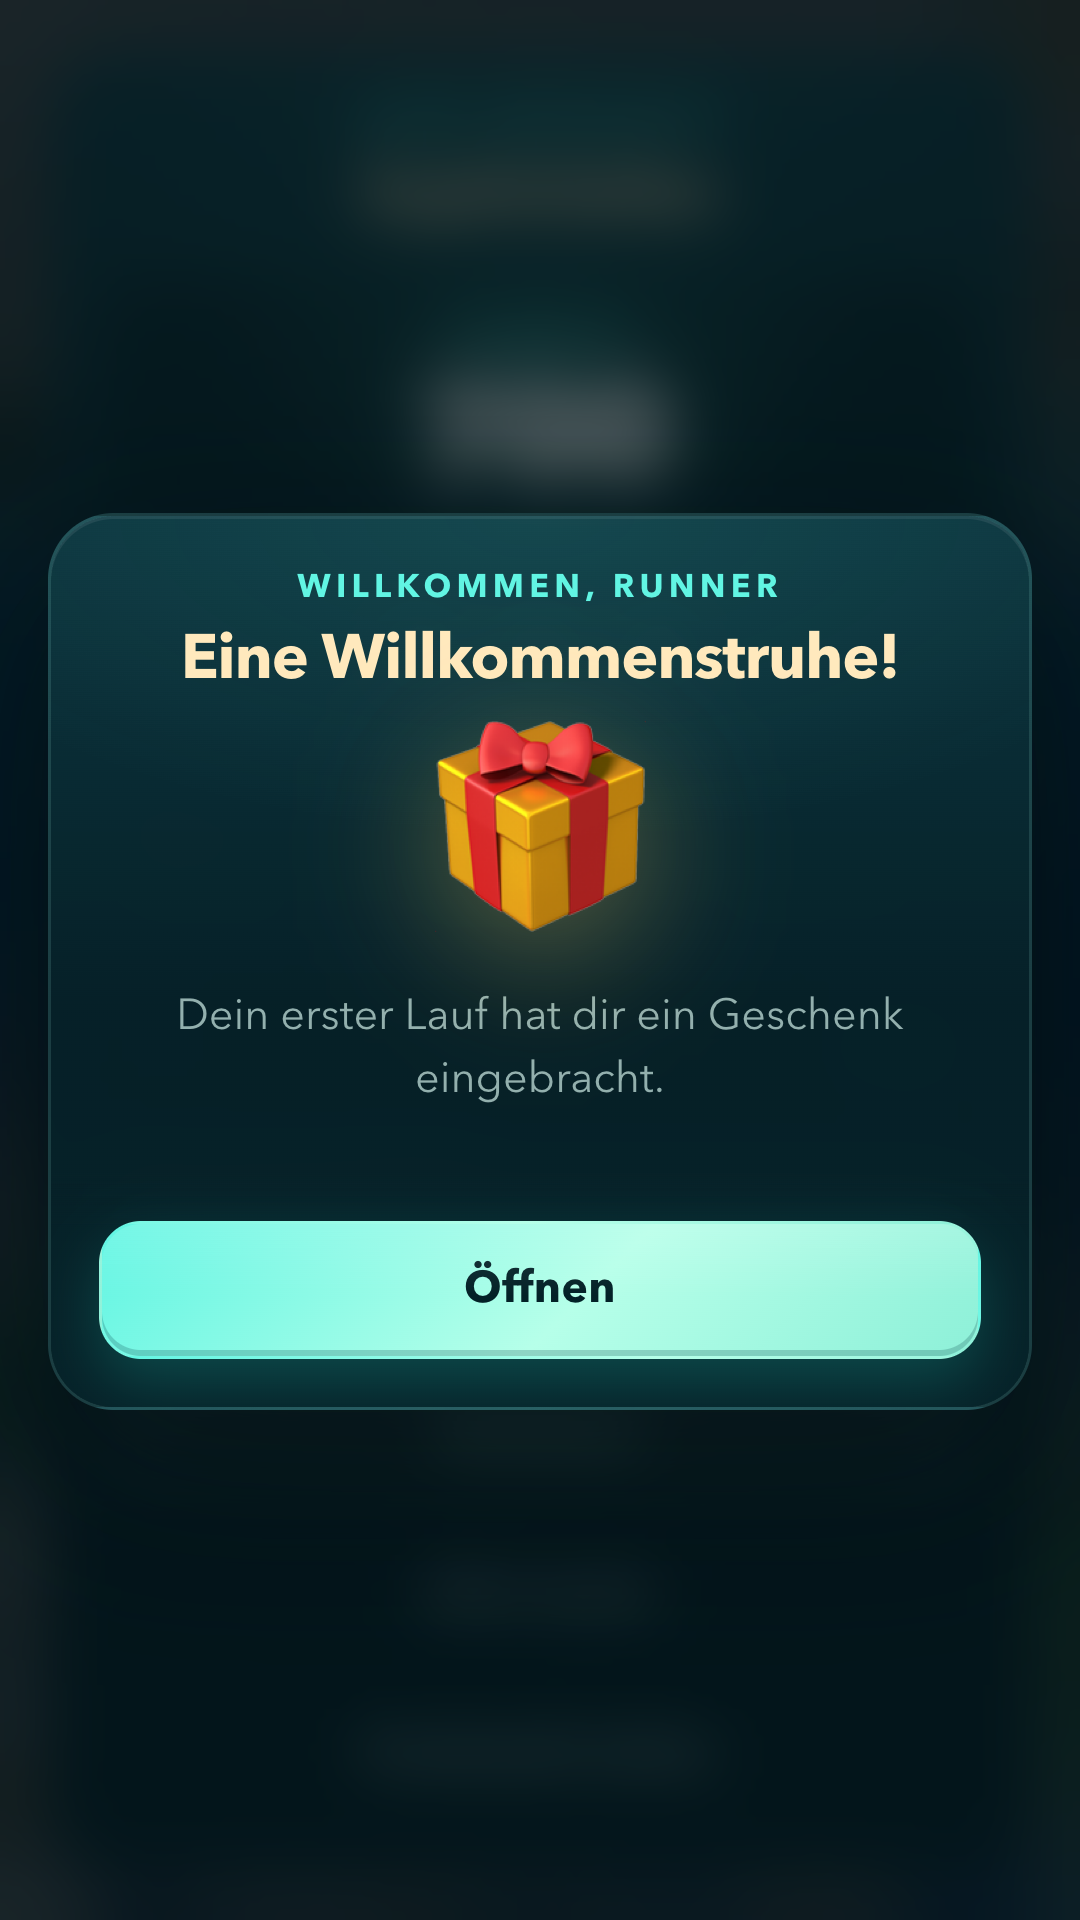 WILLKOMMEN, RUNNER
Eine Willkommenstruhe!
Dein erster Lauf hat dir ein Geschenk
eingebracht.
Öffnen